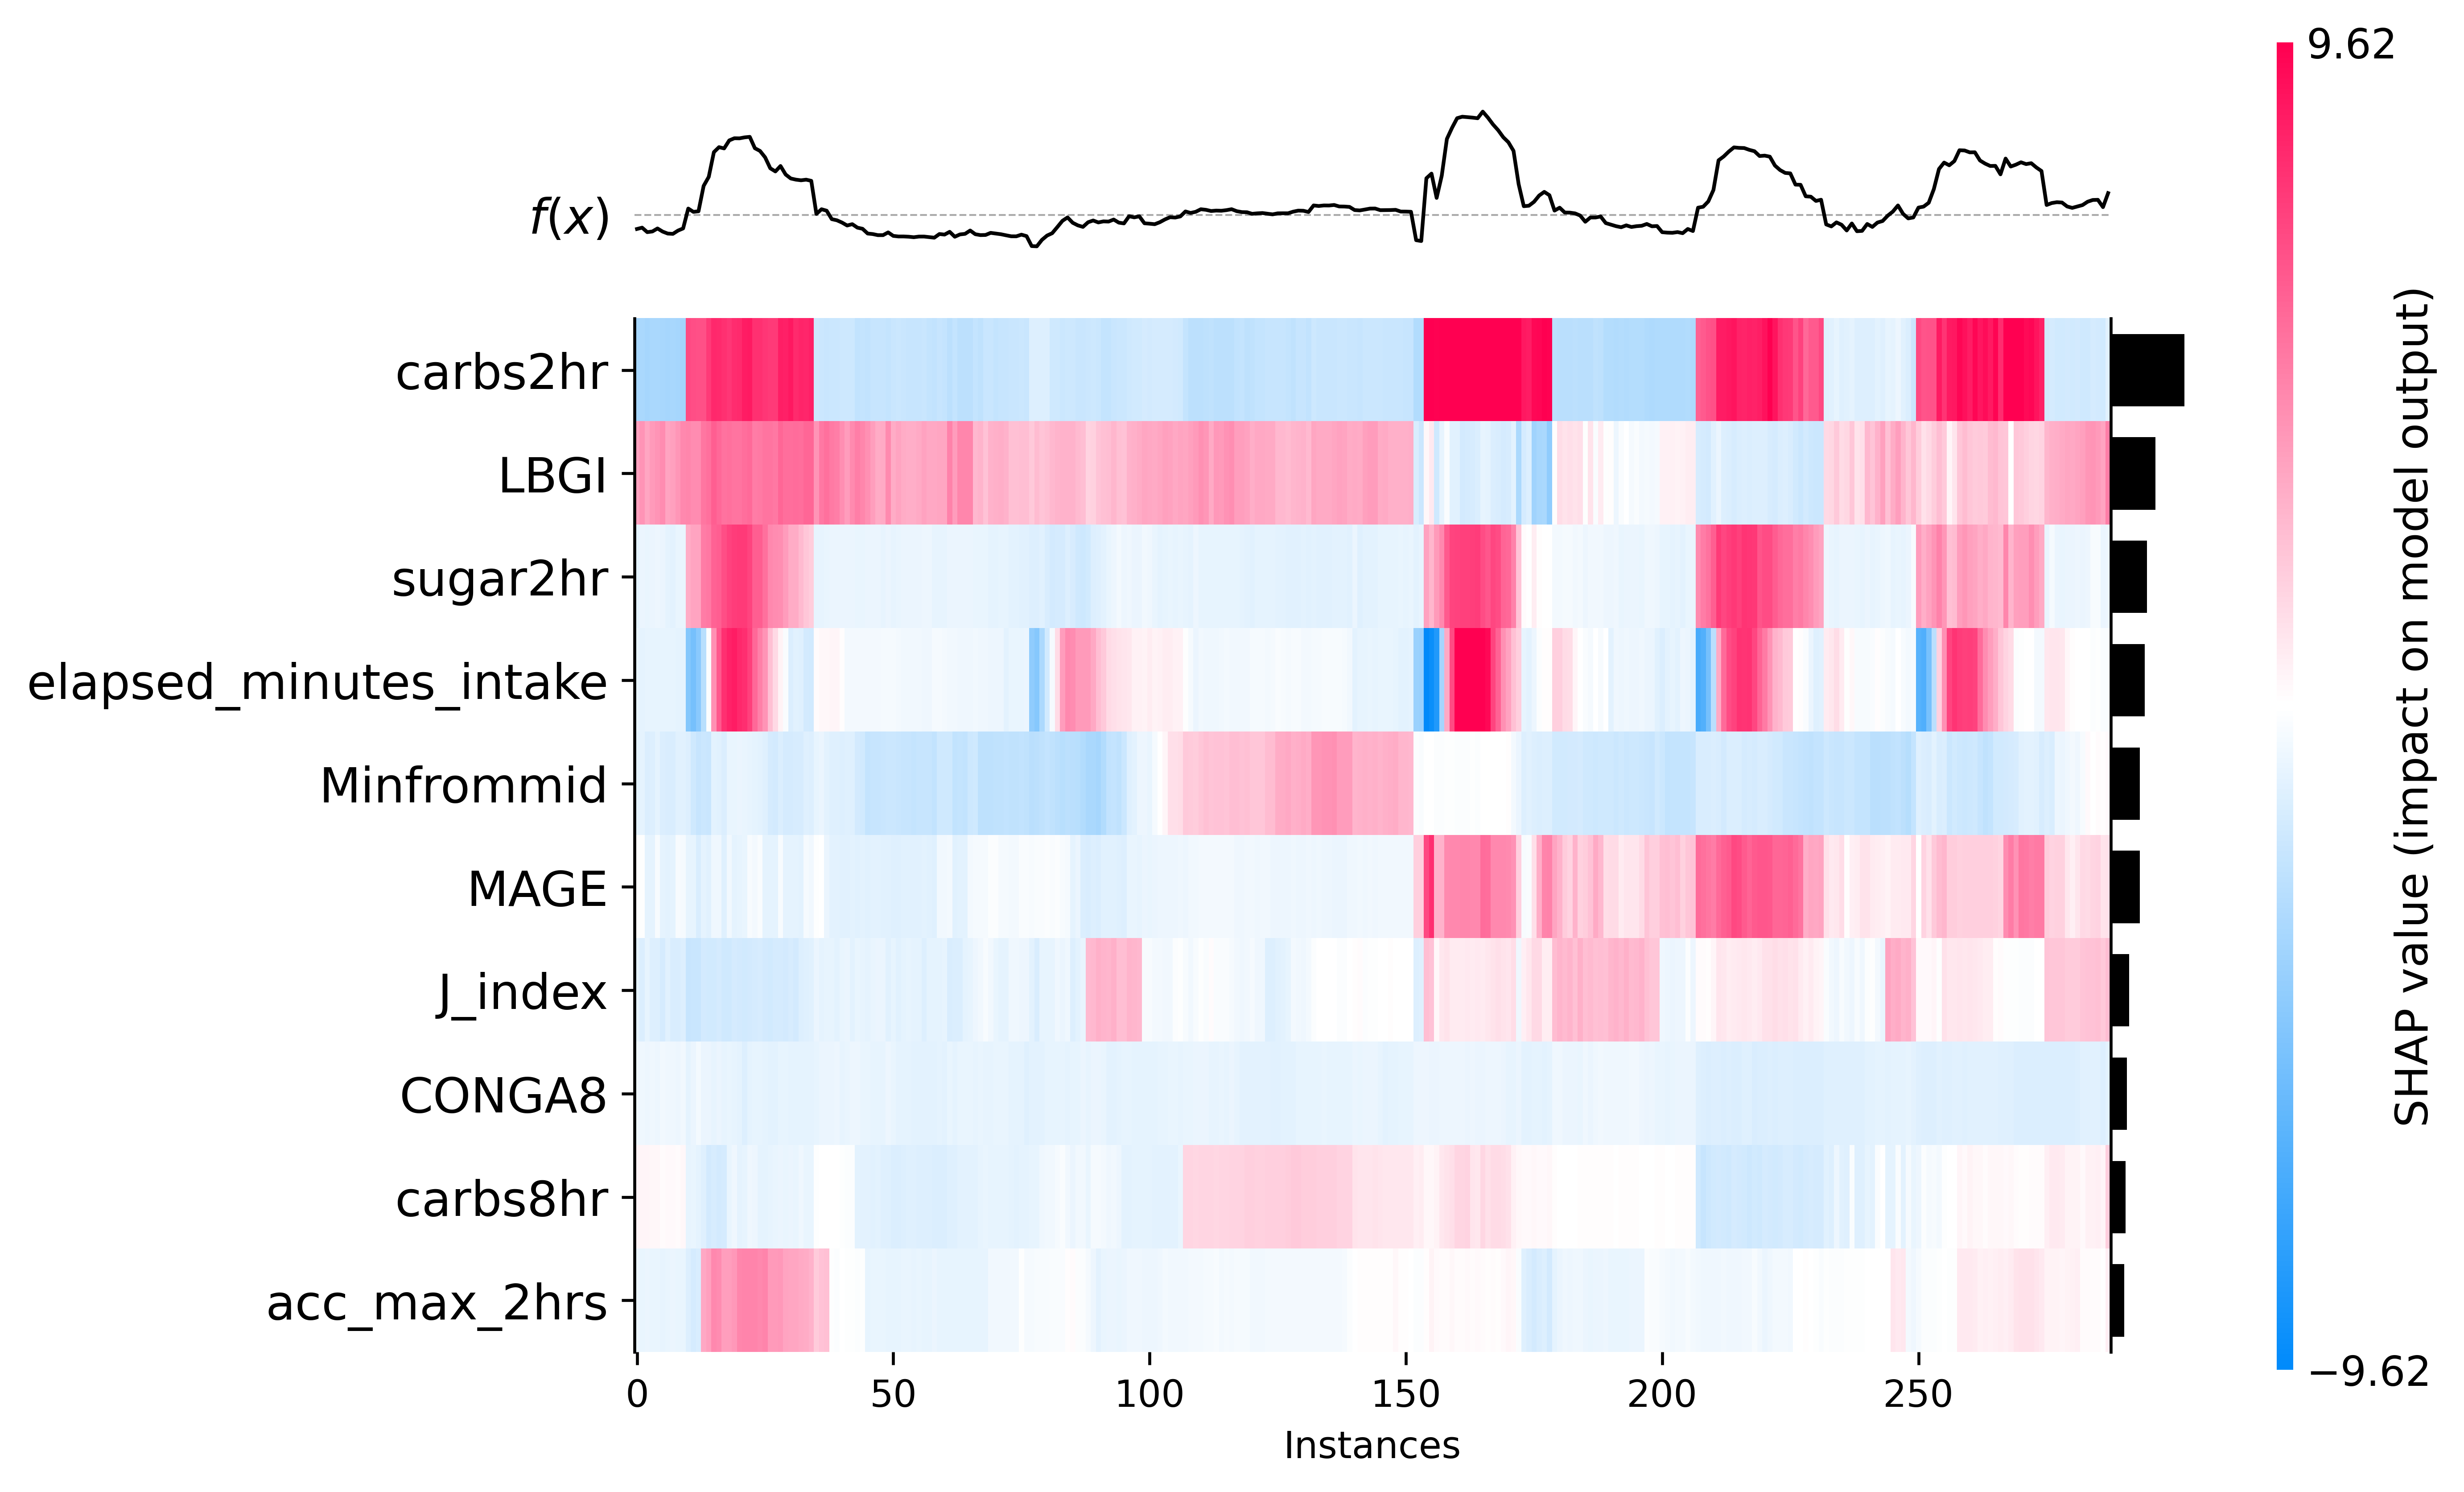 9.62
f(x)
carbs2hr
LBGI
sugar2hr
elapsed_minutes_intake
Minfrommid
MAGE
J_index
CONGA8
carbs8hr
acc_max_2hrs
0 50 100 150 200 250
Instances
SHAP value (impact on model output)
−9.62